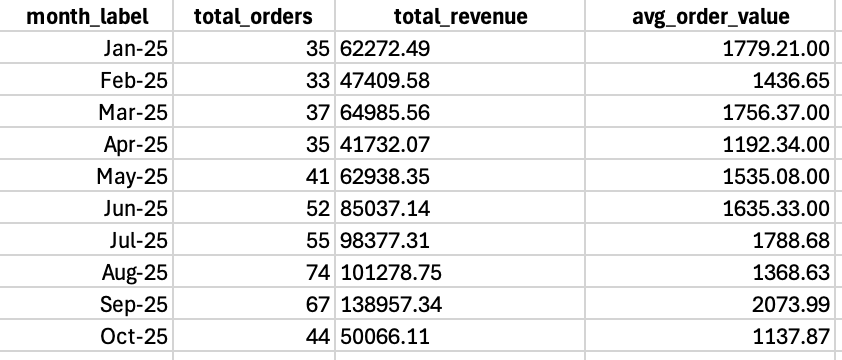 month_label total_orders total_revenue avg_order_value
Jan-25 35 62272.49 1779.21.00
Feb-25 33 47409.58 1436.65
Mar-25 37 64985.56 1756.37.00
Apr-25 35 41732.07 1192.34.00
May-25 41 62938.35 1535.08.00
Jun-25 52 85037.14 1635.33.00
Jul-25 55 98377.31 1788.68
Aug-25 74 101278.75 1368.63
Sep-25 67 138957.34 2073.99
Oct-25 44 50066.11 1137.87